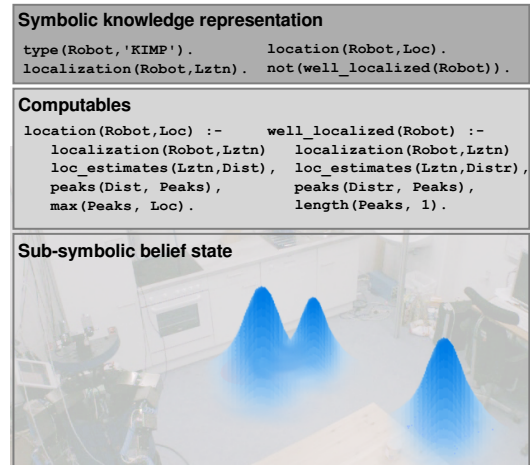 Symbolic knowledge representation
type(Robot,'KIMP').    location(Robot,Loc).
localization(Robot,Lztn).    not(well_localized(Robot)).
Computables
location(Robot,Loc) :-    well_localized(Robot) :-
localization(Robot,Lztn)    localization(Robot,Lztn)
loc_estimates(Lztn,Dist),    loc_estimates(Lztn,Distr),
peaks(Dist, Peaks),    peaks(Distr, Peaks),
max(Peaks, Loc).    length(Peaks, 1).
Sub-symbolic belief state